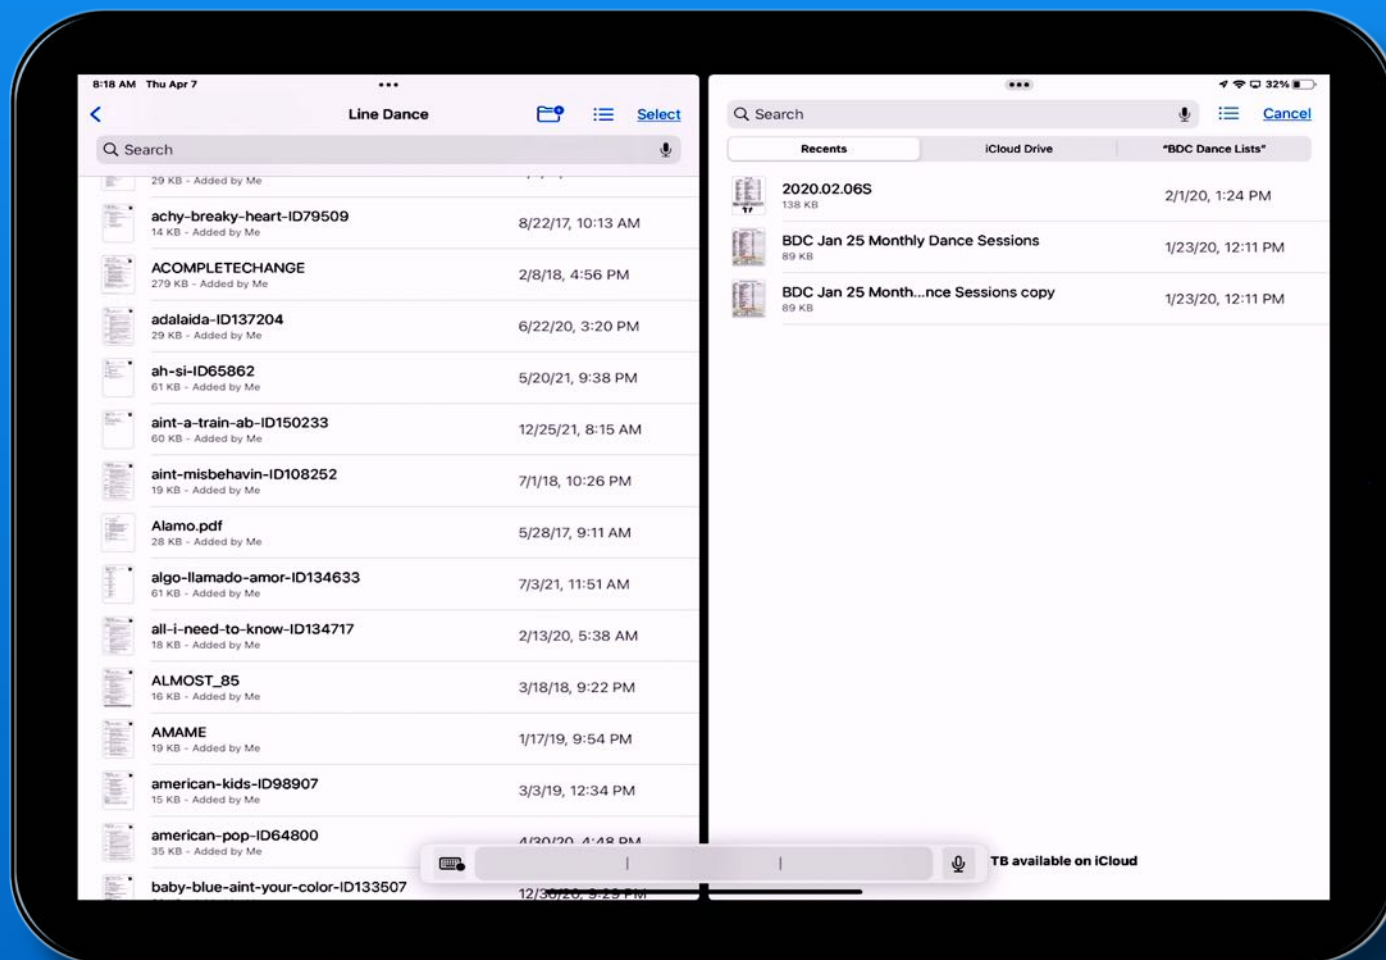 8:18 AM Thu Apr 7
Line Dance
Select
Search
29 KB - Added by Me
achy-breaky-heart-ID79509
8/22/17, 10:13 AM
14 KB - Added by Me
ACOMPLETECHANGE
2/8/18, 4:56 PM
279 KB - Added by Me
adalaida-ID137204
6/22/20, 3:20 PM
29 KB - Added by Me
ah-si-ID65862
5/20/21, 9:38 PM
61 KB - Added by Me
aint-a-train-ab-ID150233
12/25/21, 8:15 AM
60 KB - Added by Me
aint-misbehavin-ID108252
7/1/18, 10:26 PM
19 KB - Added by Me
Alamo.pdf
5/28/17, 9:11 AM
28 KB - Added by Me
algo-llamado-amor-ID134633
7/3/21, 11:51 AM
61 KB - Added by Me
all-i-need-to-know-ID134717
2/13/20, 5:38 AM
18 KB - Added by Me
ALMOST_85
3/18/18, 9:22 PM
16 KB - Added by Me
AMAME
1/17/19, 9:54 PM
19 KB - Added by Me
american-kids-ID98907
3/3/19, 12:34 PM
15 KB - Added by Me
american-pop-ID64800
4/30/20, 4:48 PM
35 KB - Added by Me
baby-blue-aint-your-color-ID133507
12/30/20, 9:29 PM
32%
Search
Cancel
Recents
iCloud Drive
"BDC Dance Lists"
2020.02.06S
2/1/20, 1:24 PM
138 KB
BDC Jan 25 Monthly Dance Sessions
1/23/20, 12:11 PM
89 KB
BDC Jan 25 Month...nce Sessions copy
1/23/20, 12:11 PM
89 KB
TB available on iCloud